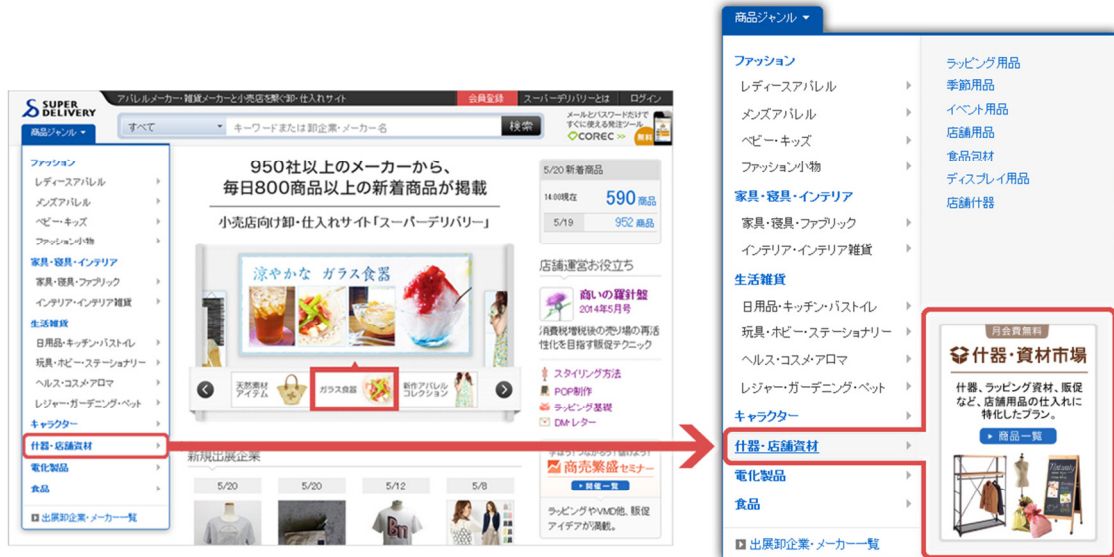 SUPER
DELIVERY
アパレルメーカー・雑貨メーカーと小売店を繋ぐ卸・仕入れサイト
会員登録
スーパーデリバリーとは
ログイン
商品ジャンル ▼
すべて
キーワードまたは卸企業・メーカー名
検索
メールとパスワードだけで
すぐに使える発注ツール
COREC >>
無料
ファッション
レディースアパレル
メンズアパレル
ベビー・キッズ
ファッション小物
家具・寝具・インテリア
家具・寝具・ファブリック
インテリア・インテリア雑貨
生活雑貨
日用品・キッチン・バストイレ
玩具・ホビー・ステーショナリー
ヘルス・コスメ・アロマ
レジャー・ガーデニング・ペット
キャラクター
什器・店舗資材
電化製品
食品
出展卸企業・メーカー一覧
950社以上のメーカーから、
毎日800商品以上の新着商品が掲載
小売店向け卸・仕入れサイト「スーパーデリバリー」
涼やかな ガラス食器
天然素材
アイテム
ガラス食器
新作アパレル
コレクション
新規出展企業
5/20
5/20
5/12
5/8
Bn
5/20 新着商品
14:00現在
590 商品
5/19
952 商品
店舗運営お役立ち
商いの羅針盤
2014年5月号
消費税増税後の売り場の再活
性化を目指す販促テクニック
スタイリング方法
POP制作
ラッピング基礎
DM・レター
学ぼう!つながろう!儲けよう!
商売繁盛セミナー
開催一覧
ラッピングやVMD他、販促
アイデアが満載。
商品ジャンル ▼
ファッション
レディースアパレル
メンズアパレル
ベビー・キッズ
ファッション小物
家具・寝具・インテリア
家具・寝具・ファブリック
インテリア・インテリア雑貨
生活雑貨
日用品・キッチン・バストイレ
玩具・ホビー・ステーショナリー
ヘルス・コスメ・アロマ
レジャー・ガーデニング・ペット
キャラクター
什器・店舗資材
電化製品
食品
出展卸企業・メーカー一覧
ラッピング用品
季節用品
イベント用品
店舗用品
食品包材
ディスプレイ用品
店舗什器
月会費無料
什器・資材市場
什器、ラッピング資材、販促
など、店舗用品の仕入れに
特化したプラン。
商品一覧